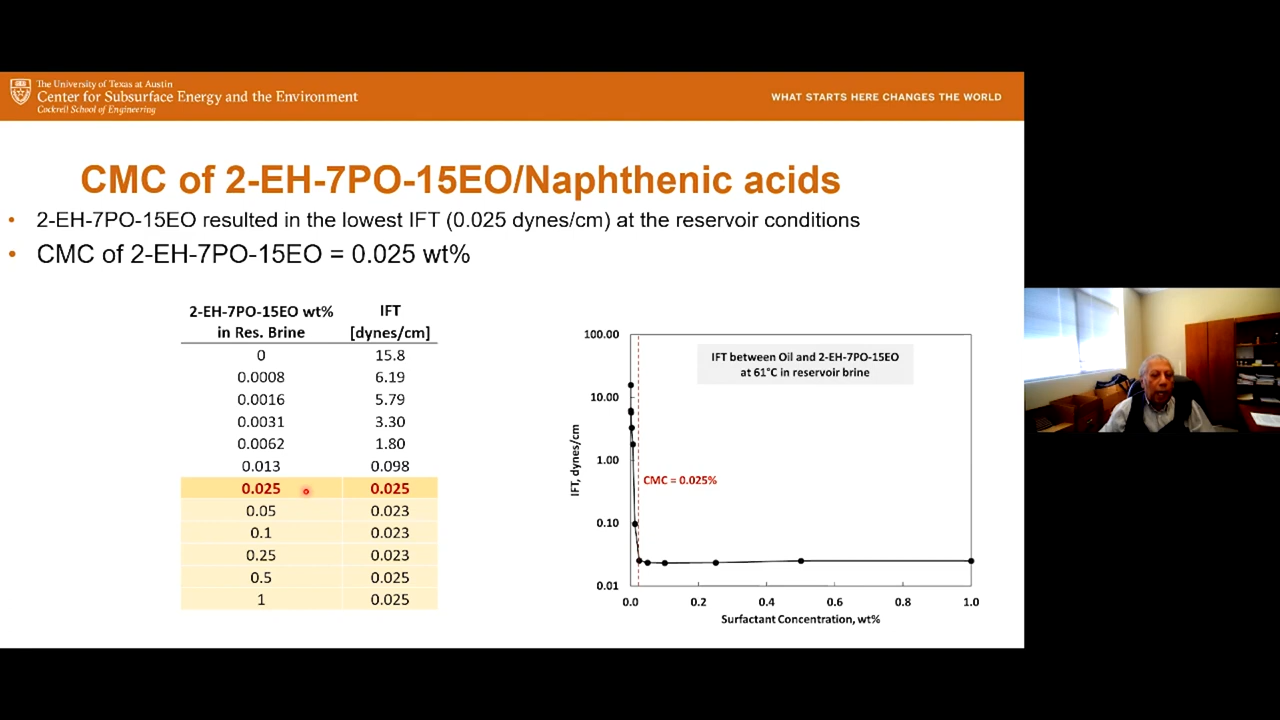 The University of Texas at Austin
Center for Subsurface Energy and the Environment
Cockrell School of Engineering
WHAT STARTS HERE CHANGES THE WORLD
CMC of 2-EH-7PO-15EO/Naphthenic acids
• 2-EH-7PO-15EO resulted in the lowest IFT (0.025 dynes/cm) at the reservoir conditions
• CMC of 2-EH-7PO-15EO = 0.025 wt%
2-EH-7PO-15EO wt% IFT
in Res. Brine [dynes/cm]
0 15.8
0.0008 6.19
0.0016 5.79
0.0031 3.30
0.0062 1.80
0.013 0.098
0.025 0.025
0.05 0.023
0.1 0.023
0.25 0.023
0.5 0.025
1 0.025
IFT between Oil and 2-EH-7PO-15EO
at 61°C in reservoir brine
CMC = 0.025%
IFT, dynes/cm
100.00
10.00
1.00
0.10
0.01
0.0 0.2 0.4 0.6 0.8 1.0
Surfactant Concentration, wt%